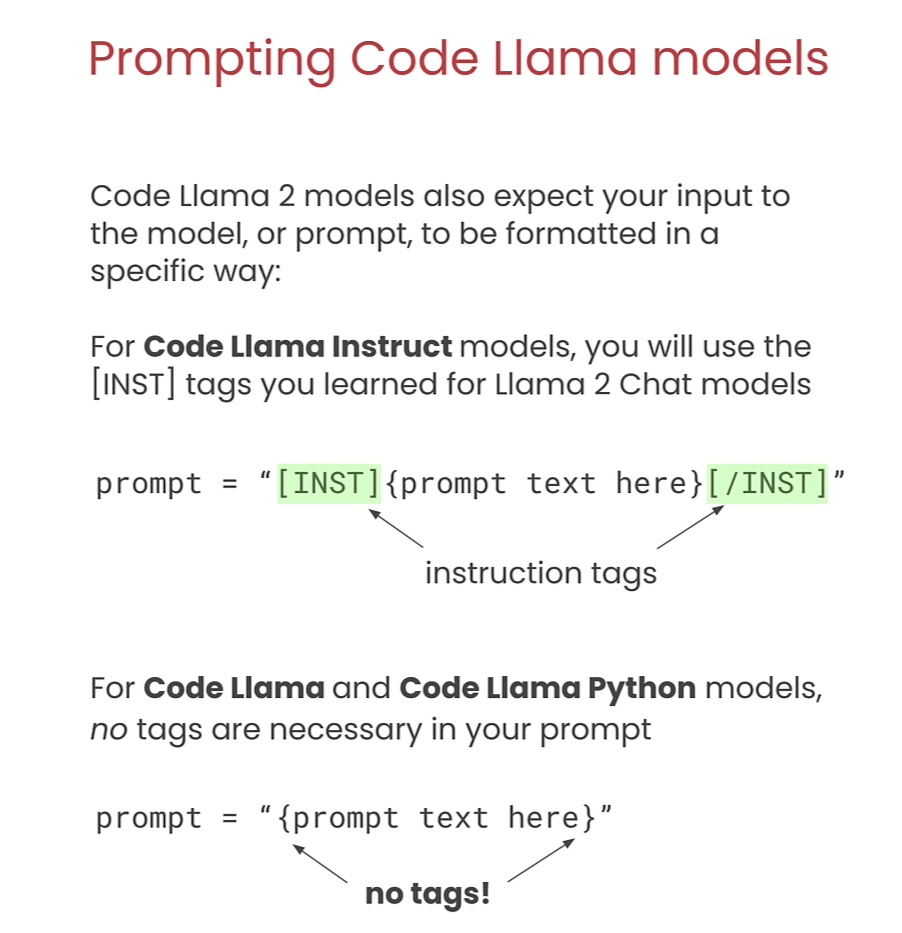 Prompting Code Llama models
Code Llama 2 models also expect your input to
the model, or prompt, to be formatted in a
specific way:
For Code Llama Instruct models, you will use the
[INST] tags you learned for Llama 2 Chat models
prompt = “[INST]{prompt text here}[/INST]”
instruction tags
For Code Llama and Code Llama Python models,
no tags are necessary in your prompt
prompt = “{prompt text here}”
no tags!